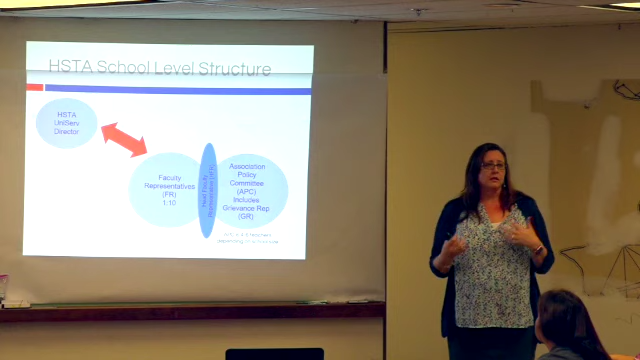 HSTA School Level Structure
HSTA
UniServ
Director
Faculty
Representatives
(FR)
1:10
Head Faculty
Representative (HFR)
Association
Policy
Committee
(APC)
Includes
Grievance Rep
(GR)